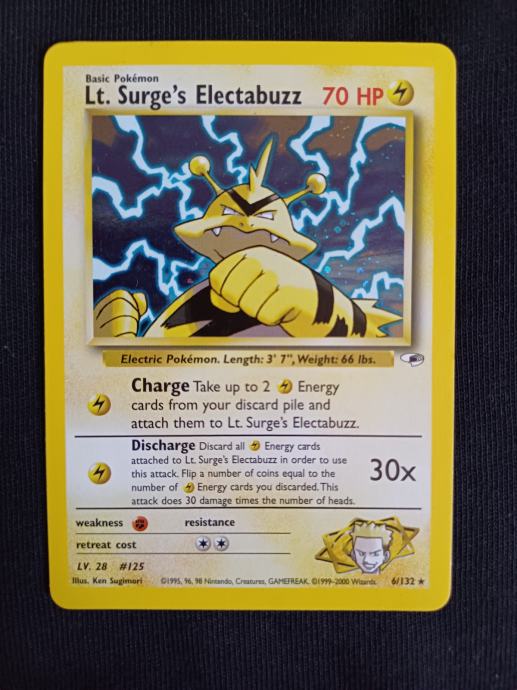 Basic Pokémon
Lt. Surge's Electabuzz 70 HP
Electric Pokémon. Length: 3' 7", Weight: 66 lbs.
Charge Take up to 2 Energy
cards from your discard pile and
attach them to Lt. Surge's Electabuzz.
Discharge Discard all Energy cards
attached to Lt. Surge's Electabuzz in order to use
this attack. Flip a number of coins equal to the
number of Energy cards you discarded. This
attack does 30 damage times the number of heads.
30x
weakness resistance
retreat cost
LV. 28 #125
Illus. Ken Sugimori ©1995, 96, 98 Nintendo, Creatures, GAMEFREAK. ©1999-2000 Wizards. 6/132 ★